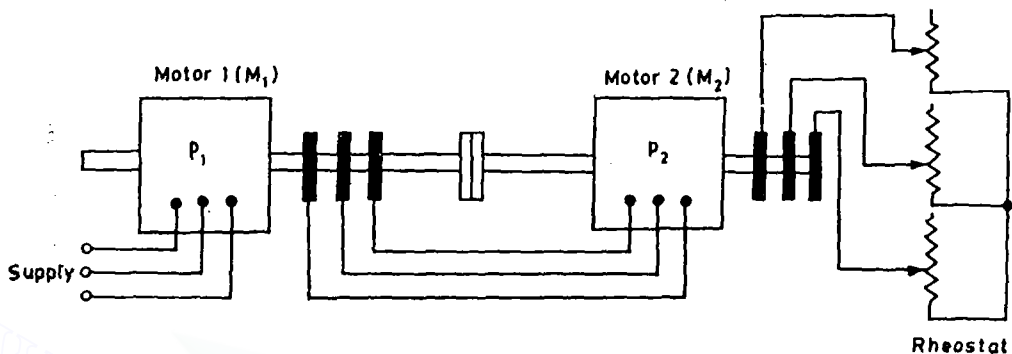 Motor 1 (M₁)
Motor 2 (M₂)
P₁
P₂
Supply
Rheostat